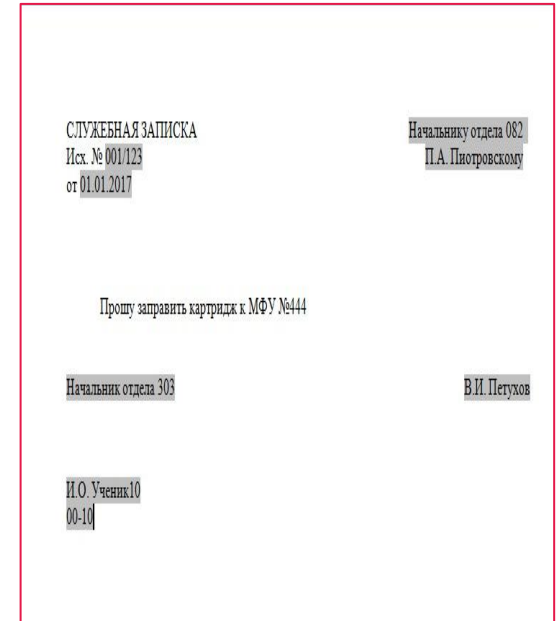 СЛУЖЕБНАЯ ЗАПИСКА
Исх. № 001/123
от 01.01.2017
Начальнику отдела 082
П.А. Пиотровскому
Прошу заправить картридж к МФУ №444
Начальник отдела 303
В.И. Петухов
И.О. Ученик10
00-10